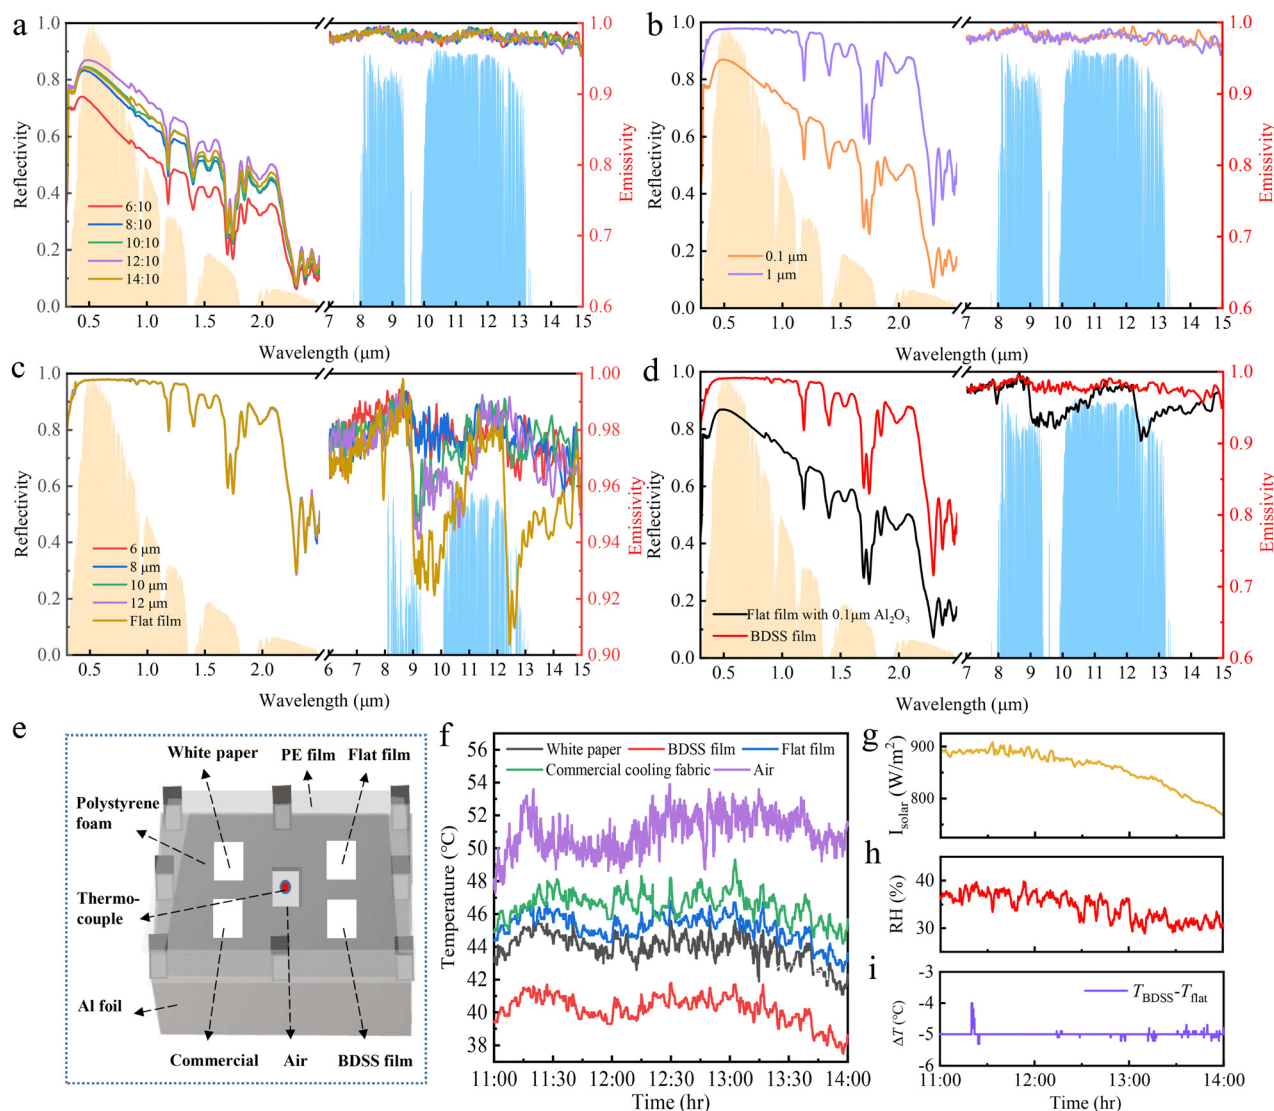 a
1.0
0.8
0.6
0.4
0.2
0.0
Reflectivity
6:10
8:10
10:10
12:10
14:10
0.5 1.0 1.5 2.0 7 8 9 10 11 12 13 14 15
Wavelength (μm)
1.0
0.9
0.8
0.7
0.6
Emissivity
b
1.0
0.8
0.6
0.4
0.2
0.0
Reflectivity
0.1 μm
1 μm
0.5 1.0 1.5 2.0 7 8 9 10 11 12 13 14 15
Wavelength (μm)
1.0
0.9
0.8
0.7
0.6
Emissivity
c
1.0
0.8
0.6
0.4
0.2
0.0
Reflectivity
6 μm
8 μm
10 μm
12 μm
Flat film
0.5 1.0 1.5 2.0 6 7 8 9 10 11 12 13 14 15
Wavelength (μm)
1.00
0.98
0.96
0.94
0.92
0.90
Emissivity
d
1.0
0.8
0.6
0.4
0.2
0.0
Reflectivity
Flat film with 0.1μm Al₂O₃
BDSS film
0.5 1.0 1.5 2.0 7 8 9 10 11 12 13 14 15
Wavelength (μm)
1.0
0.9
0.8
0.7
0.6
Emissivity
e
White paper
PE film
Flat film
Polystyrene
foam
Thermo-
couple
Al foil
Commercial
Air
BDSS film
f
56
54
52
50
48
46
44
42
40
38
Temperature (°C)
White paper BDSS film Flat film
Commercial cooling fabric Air
11:00 11:30 12:00 12:30 13:00 13:30 14:00
Time (hr)
g
900
800
I_solar (W/m²)
h
40
30
RH (%)
i
-3
-4
-5
-6
ΔT (°C)
T_BDSS-T_flat
11:00 12:00 13:00 14:00
Time (hr)